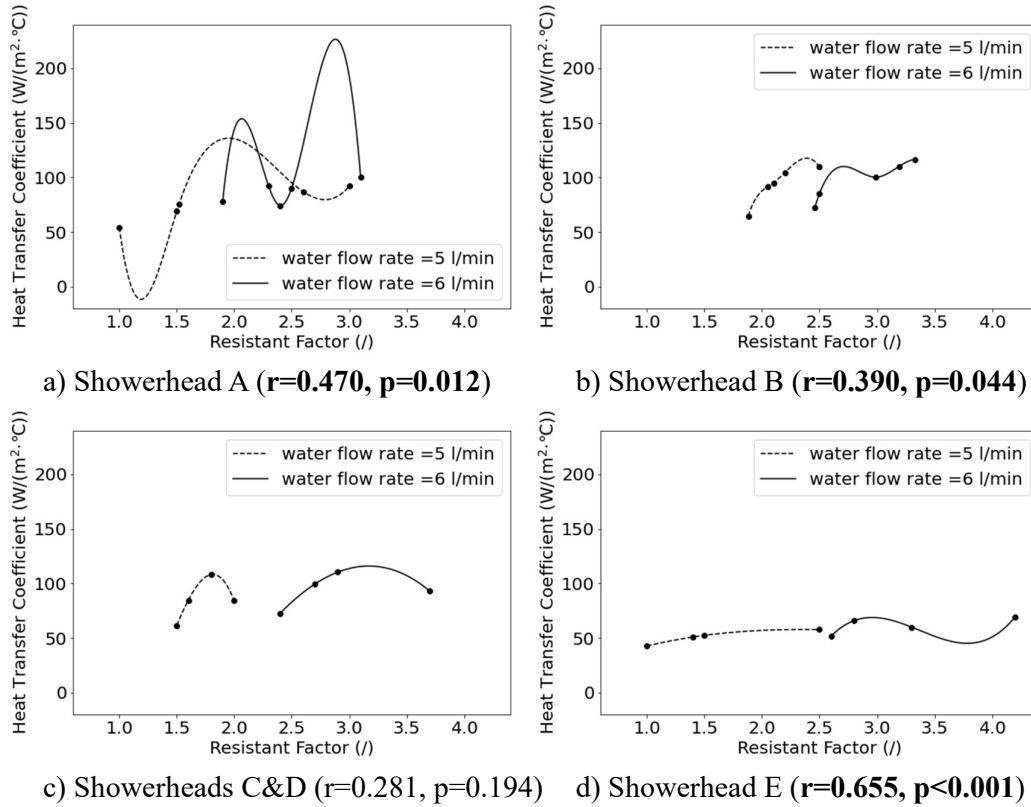 Heat Transfer Coefficient (W/(m²·℃))
200
150
100
50
0
water flow rate =5 l/min
water flow rate =6 l/min
1.0 1.5 2.0 2.5 3.0 3.5 4.0
Resistant Factor (/)
a) Showerhead A (r=0.470, p=0.012)
Heat Transfer Coefficient (W/(m²·℃))
200
150
100
50
0
water flow rate =5 l/min
water flow rate =6 l/min
1.0 1.5 2.0 2.5 3.0 3.5 4.0
Resistant Factor (/)
b) Showerhead B (r=0.390, p=0.044)
Heat Transfer Coefficient (W/(m²·℃))
200
150
100
50
0
water flow rate =5 l/min
water flow rate =6 l/min
1.0 1.5 2.0 2.5 3.0 3.5 4.0
Resistant Factor (/)
c) Showerheads C&D (r=0.281, p=0.194)
Heat Transfer Coefficient (W/(m²·℃))
200
150
100
50
0
water flow rate =5 l/min
water flow rate =6 l/min
1.0 1.5 2.0 2.5 3.0 3.5 4.0
Resistant Factor (/)
d) Showerhead E (r=0.655, p<0.001)